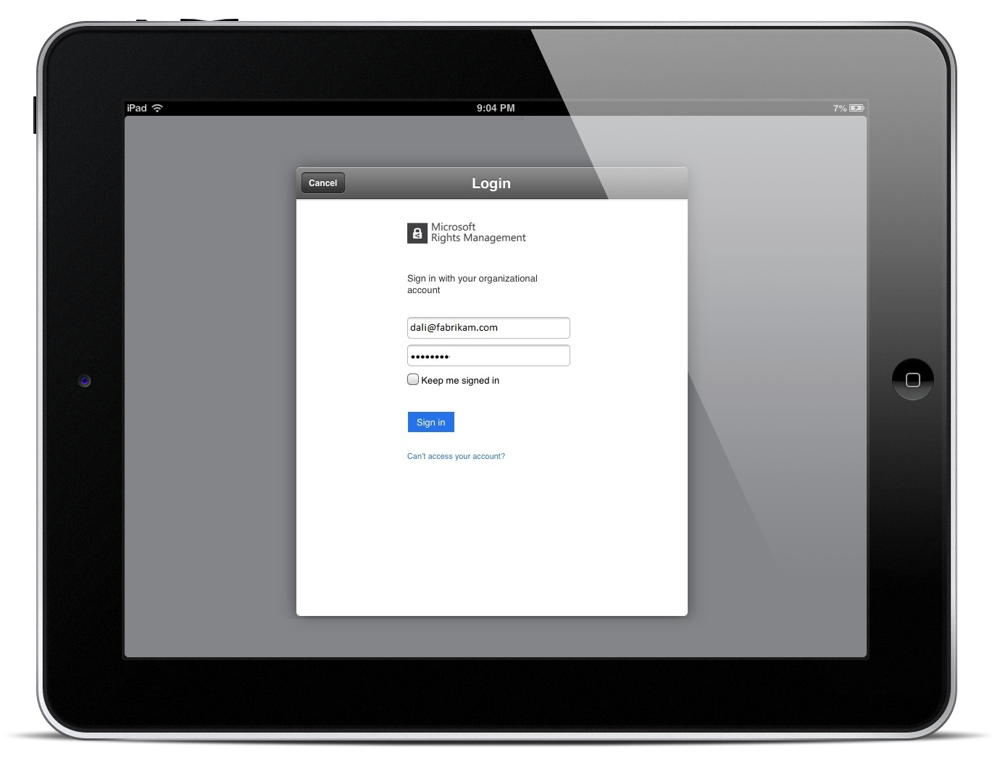 iPad 9:04 PM 7%
Cancel Login
Microsoft
Rights Management
Sign in with your organizational
account
dali@fabrikam.com
••••••••
Keep me signed in
Sign in
Can't access your account?